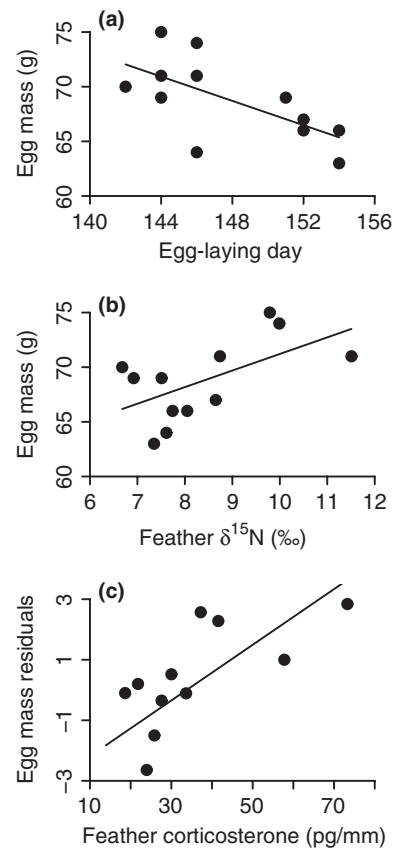 (a)
75
70
65
60
Egg mass (g)
140 144 148 152 156
Egg-laying day
(b)
75
70
65
60
Egg mass (g)
6 7 8 9 10 11 12
Feather δ¹⁵N (‰)
(c)
3
1
−1
−3
Egg mass residuals
10 30 50 70
Feather corticosterone (pg/mm)